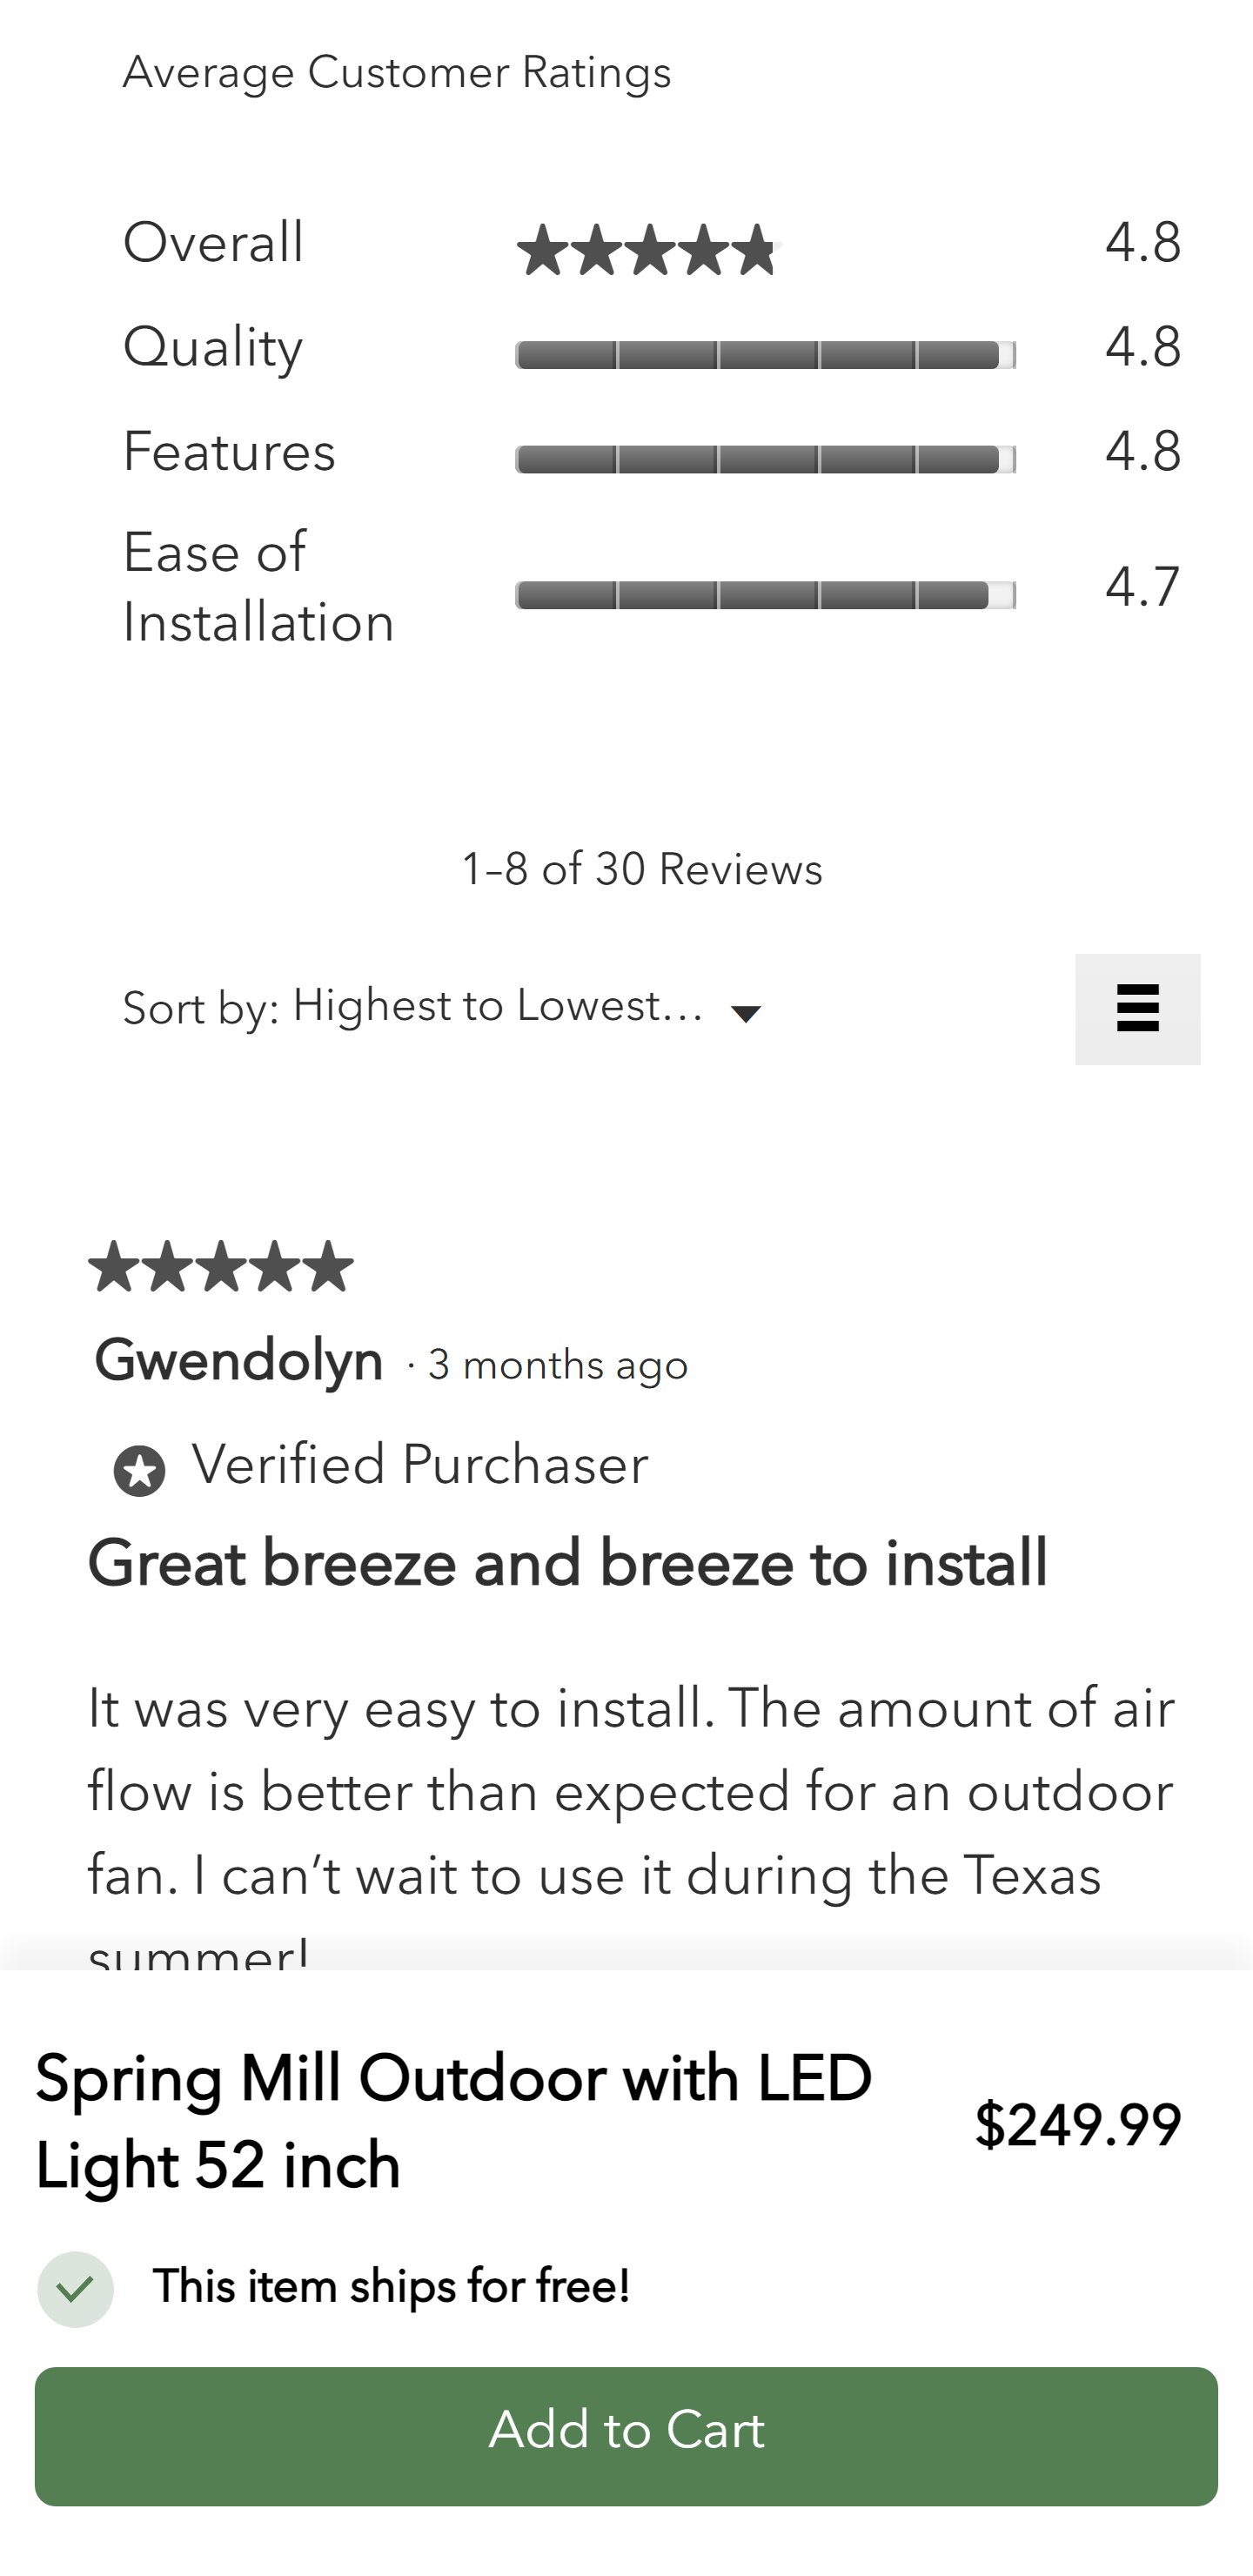 Average Customer Ratings
Overall 4.8
Quality 4.8
Features 4.8
Ease of
Installation 4.7
1–8 of 30 Reviews
Sort by: Highest to Lowest…
Gwendolyn · 3 months ago
Verified Purchaser
Great breeze and breeze to install
It was very easy to install. The amount of air
flow is better than expected for an outdoor
fan. I can’t wait to use it during the Texas
summer!
Spring Mill Outdoor with LED
Light 52 inch
$249.99
This item ships for free!
Add to Cart